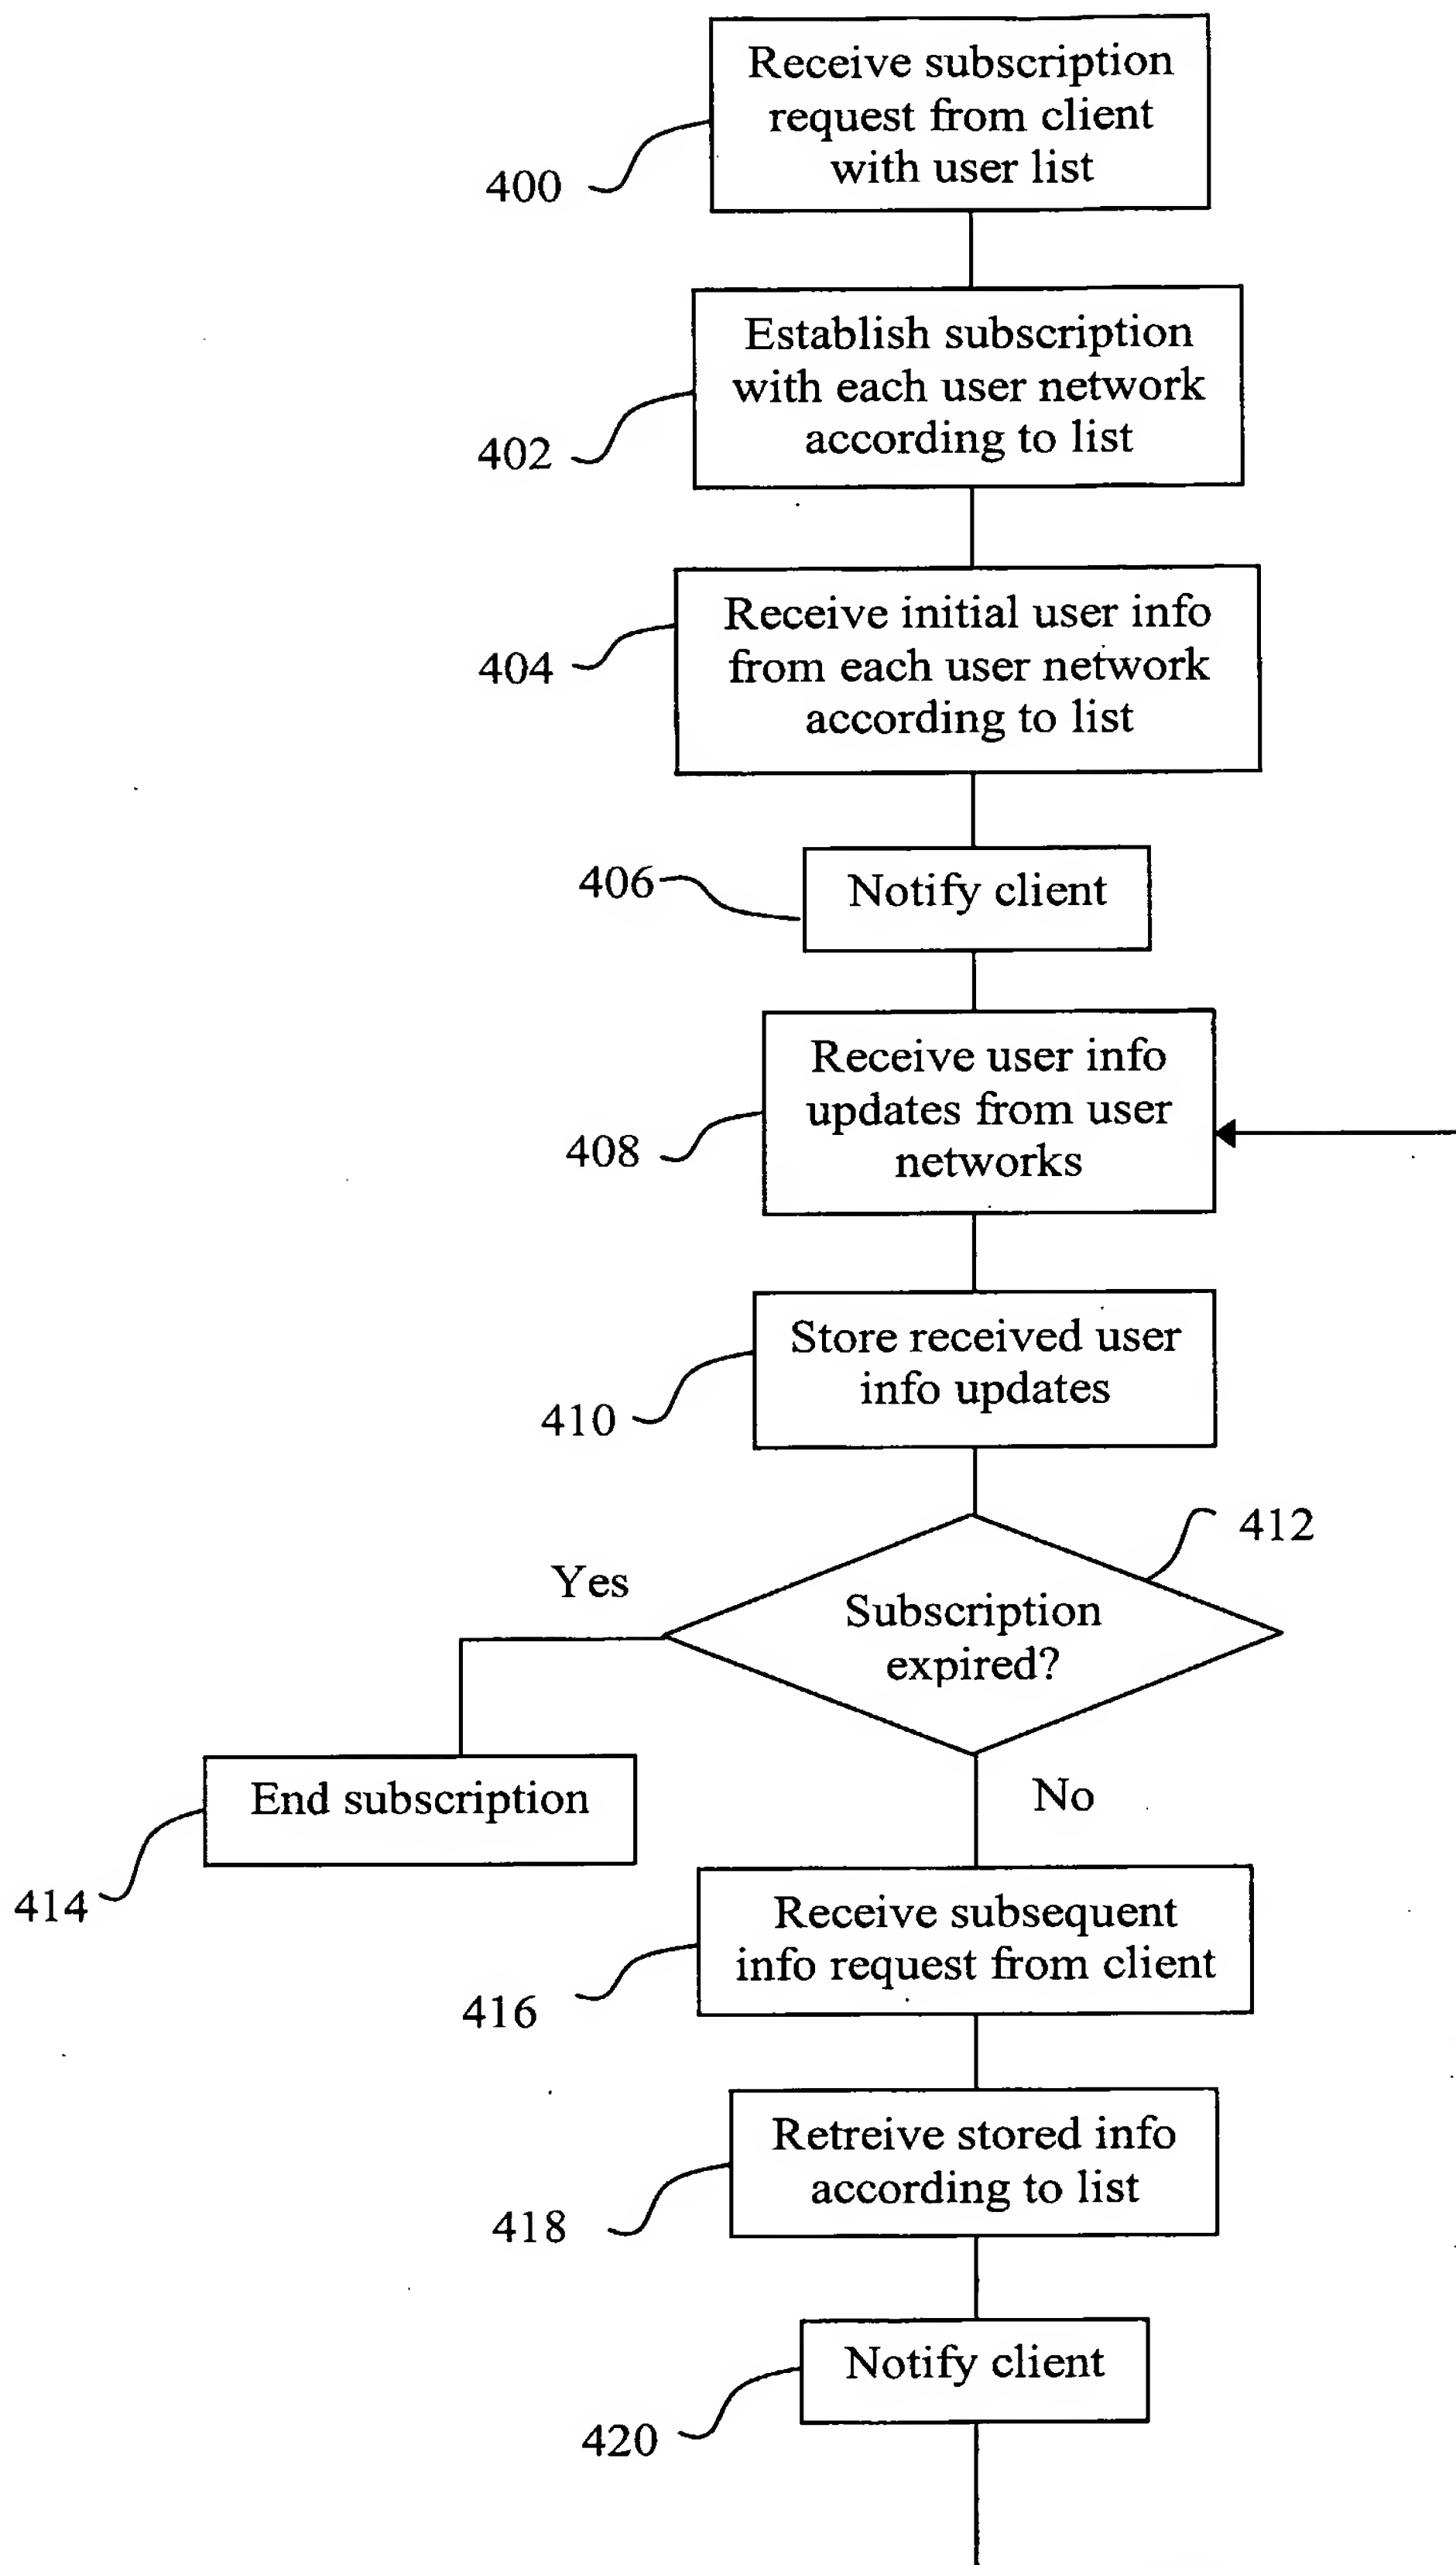 Receive subscription
request from client
with user list
400
Establish subscription
with each user network
according to list
402
Receive initial user info
from each user network
according to list
404
406
Notify client
Receive user info
updates from user
networks
408
Store received user
info updates
410
412
Yes
Subscription
expired?
End subscription
No
414
Receive subsequent
info request from client
416
Retreive stored info
according to list
418
Notify client
420